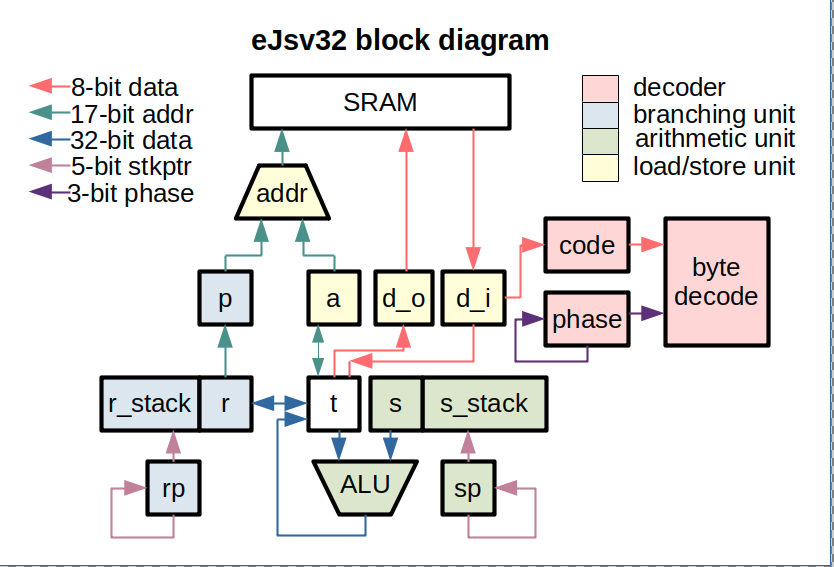 eJsv32 block diagram
8-bit data
17-bit addr
32-bit data
5-bit stkptr
3-bit phase
decoder
branching unit
arithmetic unit
load/store unit
SRAM
addr
code
byte
decode
p
a
d_o
d_i
phase
r_stack
r
t
s
s_stack
rp
ALU
sp